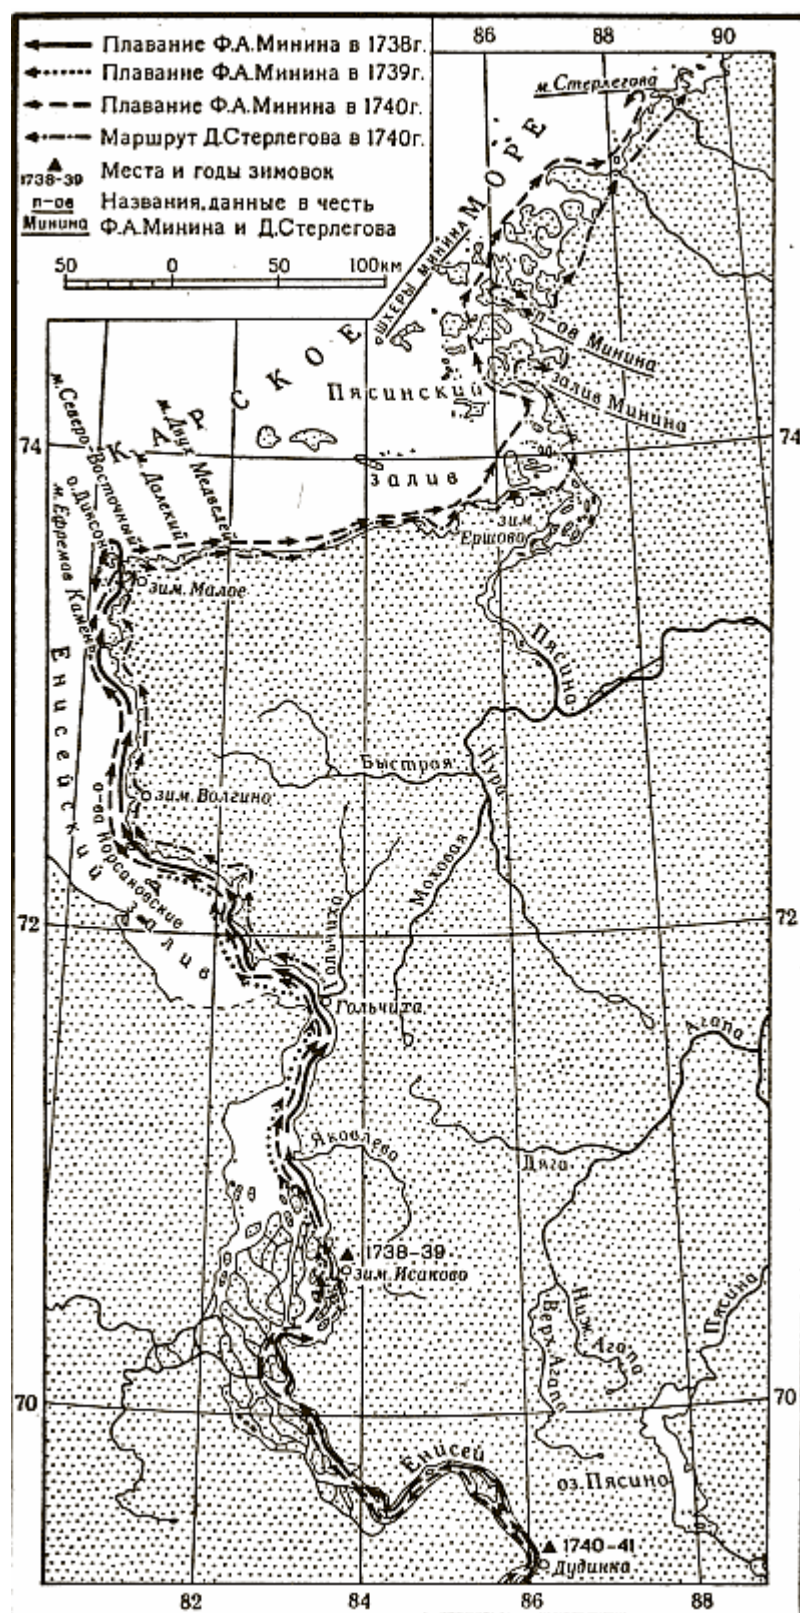 Плавание Ф.А.Минина в 1738г.
Плавание Ф.А.Минина в 1739г.
Плавание Ф.А.Минина в 1740г.
Маршрут Д.Стерлегова в 1740г.
1738-39 Места и годы зимовок
п-ов Минина Названия,данные в честь
Ф.А.Минина и Д.Стерлегова
50 0 50 100км
86 88 90
м.Стерлегова
КАРСКОЕ МОРЕ
шхеры Минина
п-ов Минина
залив Минина
Пясинский
залив
74 74
м.Северо-Восточный
о.Диксон
м.Ефремов Камень
м.Далекий
м.Двух Медведей
зим.
Ершово
зим.Малое
Енисейский
залив
Пясина
Быстрая
Пура
зим.Волгино
о-ва Корсаковские
Моховая
72 72
Гольчиха
Гольчиха
Агапа
Яковлева
Дяга
1738-39
зим.Исаково
Ниж.Агапа
Верх.Агапа
Пясина
70 70
Енисей
оз.Пясино
1740-41
Дудинка
82 84 86 88